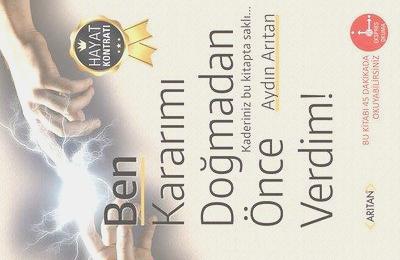 HAYAT
KONTRATI
Ben
Kararımı
Doğmadan
Kaderiniz bu kitapta saklı...
Önce
Aydın Arıtan
Verdim!
BU KİTABI 45 DAKİKADA
OKUYABİLİRSİNİZ
ARITAN